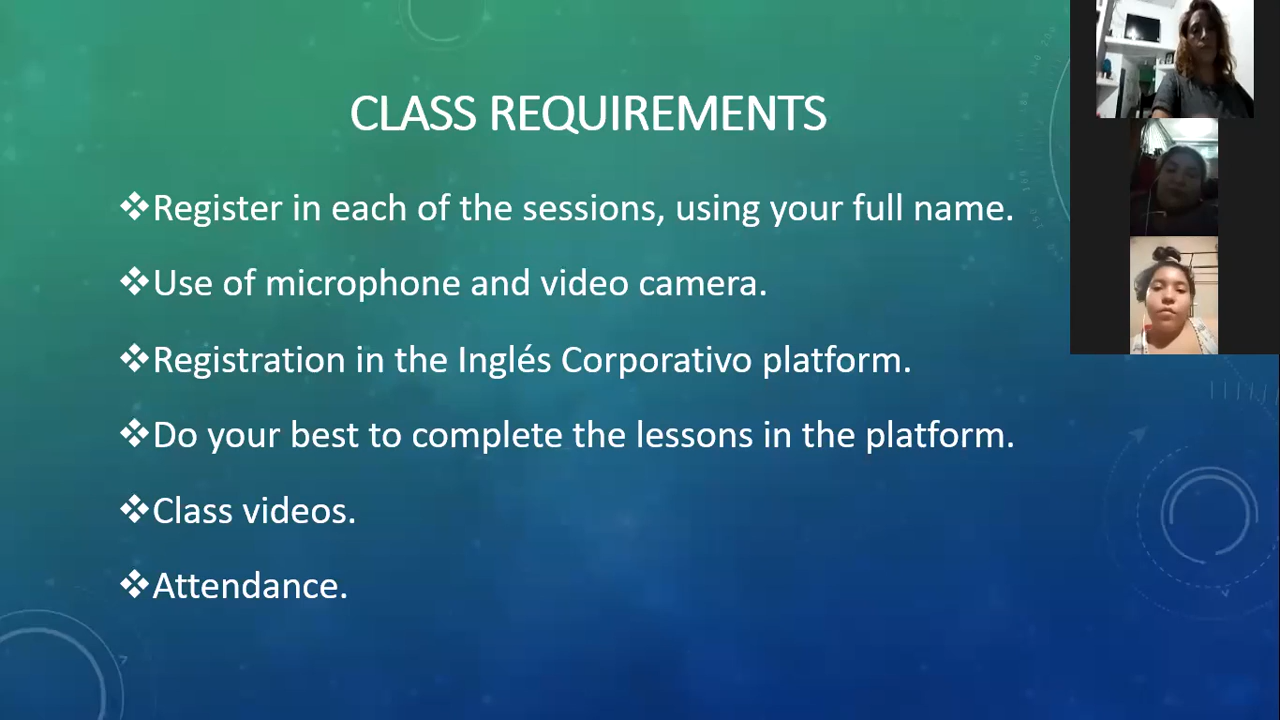 CLASS REQUIREMENTS
❖Register in each of the sessions, using your full name.
❖Use of microphone and video camera.
❖Registration in the Inglés Corporativo platform.
❖Do your best to complete the lessons in the platform.
❖Class videos.
❖Attendance.